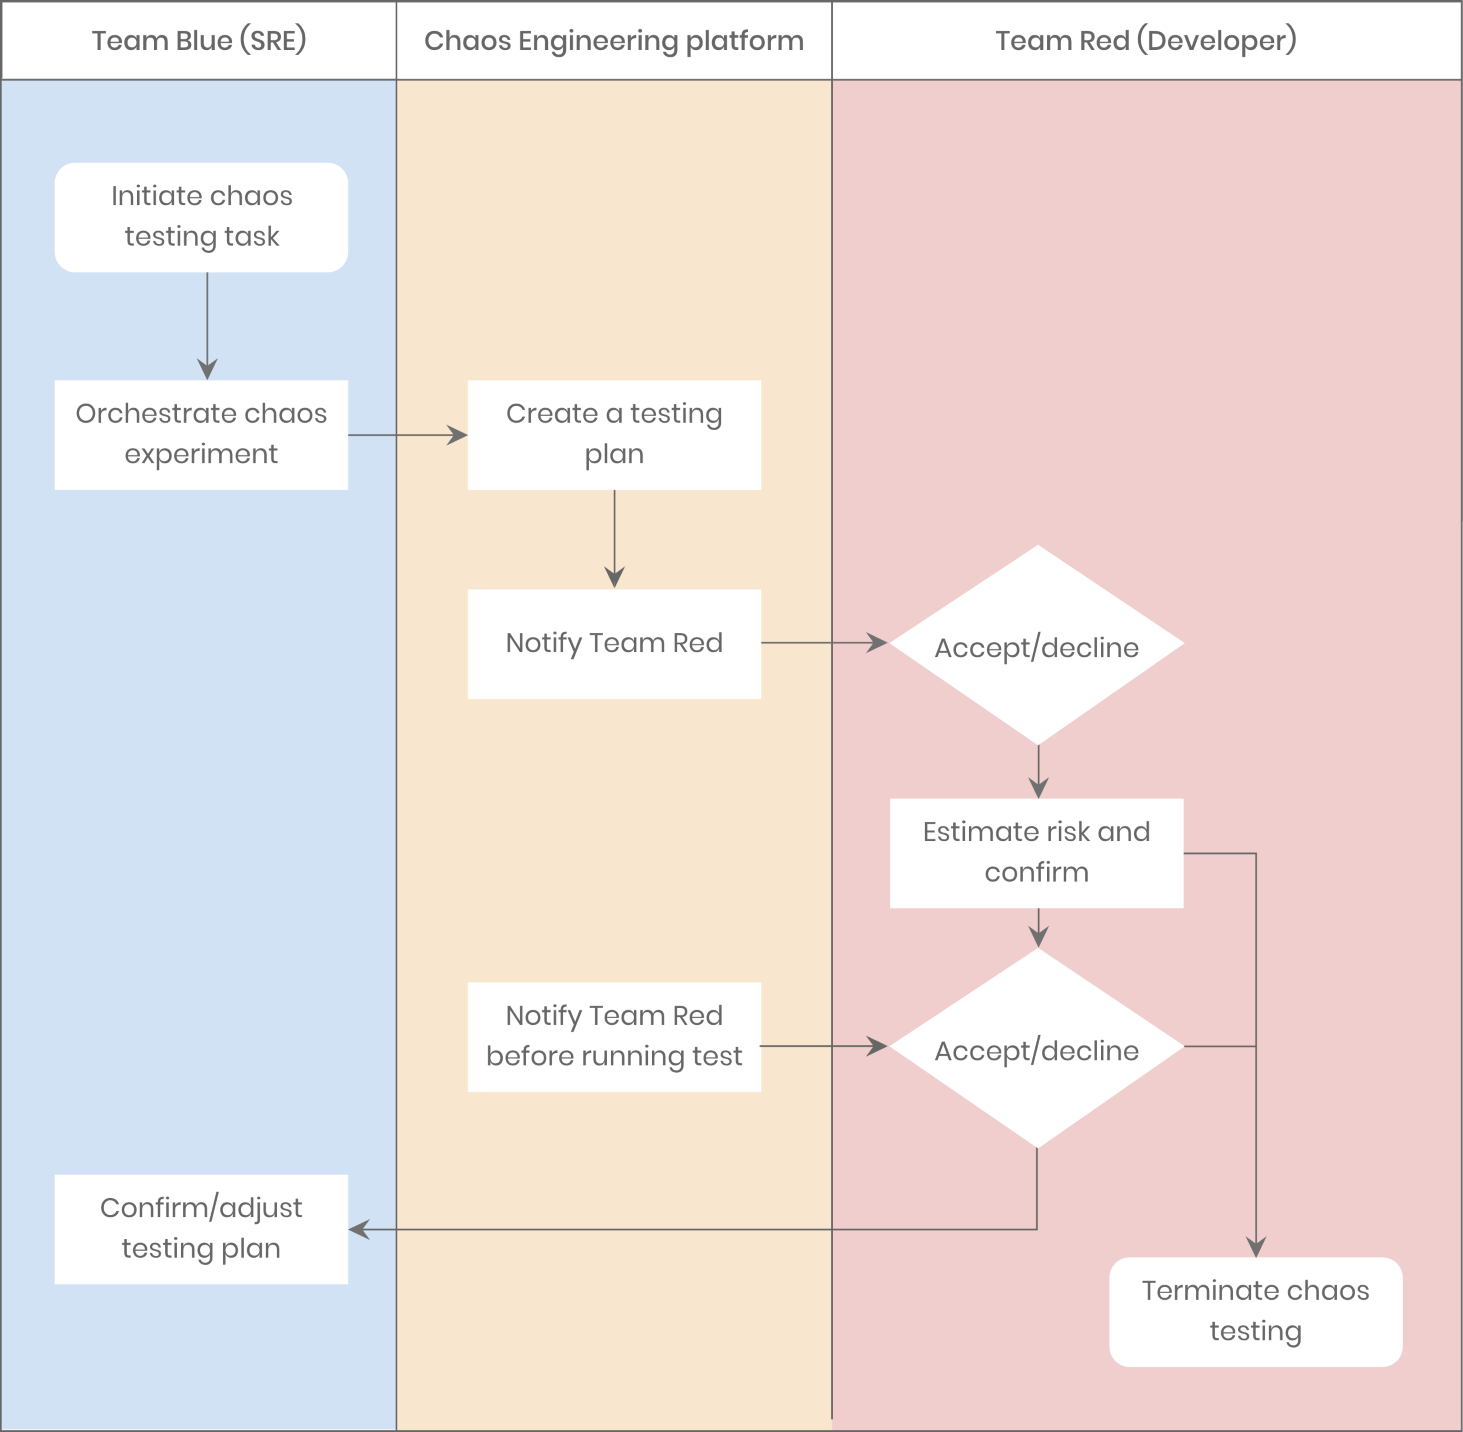 Team Blue (SRE)
Chaos Engineering platform
Team Red (Developer)
Initiate chaos
testing task
Orchestrate chaos
experiment
Create a testing
plan
Notify Team Red
Accept/decline
Estimate risk and
confirm
Notify Team Red
before running test
Accept/decline
Confirm/adjust
testing plan
Terminate chaos
testing